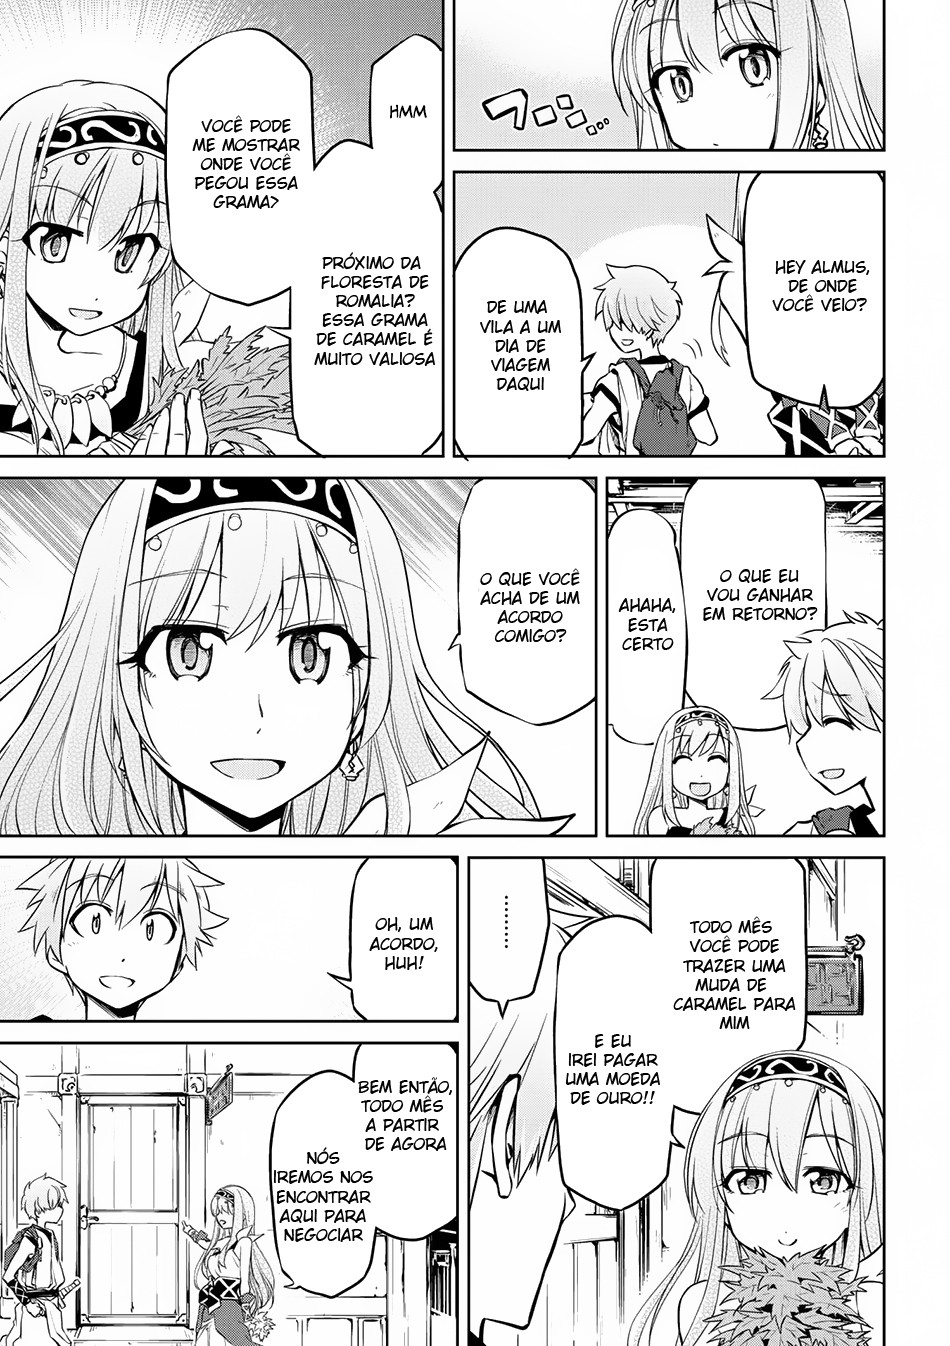 フンン...
HEY ALMUS,
DE ONDE
VOCÊ VEIO?
DE UMA
VILA A UM
DIA DE
VIAGEM
DAQUI
HMM
PRÓXIMO DA
FLORESTA DE
ROMALIA?
ESSA GRAMA
DE CARAMEL É
MUITO VALIOSA
VOCÊ PODE
ME MOSTRAR
ONDE VOCÊ
PEGOU ESSA
GRAMA>
O QUE EU
VOU GANHAR
EM RETORNO?
AHAHA,
ESTA
CERTO
O QUE VOCÊ
ACHA DE UM
ACORDO
COMIGO?
TODO MÊS
VOCÊ PODE
TRAZER UMA
MUDA DE
CARAMEL PARA
MIM
E EU
IREI PAGAR
UMA MOEDA
DE OURO!!
.........
OH, UM
ACORDO,
HUH!
BEM ENTÃO,
TODO MÊS
A PARTIR
DE AGORA
NÓS
IREMOS NOS
ENCONTRAR
AQUI PARA
NEGOCIAR